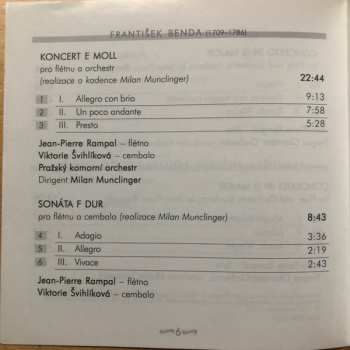 FRANTIŠEK BENDA (1709-1786)
KONCERT E MOLL
pro flétnu a orchestr
(realizace a kadence Milan Munclinger) 22:44
1 I. Allegro con brio 9:13
2 II. Un poco andante 7:58
3 III. Presto 5:28
Jean-Pierre Rampal – flétna
Viktorie Švihlíková – cembalo
Pražský komorní orchestr
Dirigent Milan Munclinger
SONÁTA F DUR
pro flétnu a cembalo (realizace Milan Munclinger) 8:43
4 I. Adagio 3:36
5 II. Allegro 2:19
6 III. Vivace 2:43
Jean-Pierre Rampal – flétna
Viktorie Švihlíková – cembalo
6